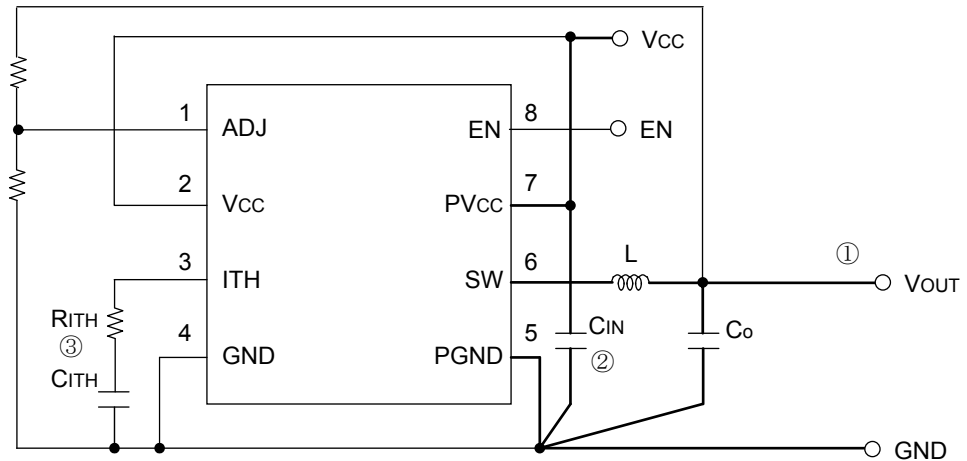 VCC
1
ADJ
EN
8
EN
2
VCC
PVCC
7
3
ITH
SW
6
L
①
VOUT
RITH
③
CITH
4
GND
PGND
5
CIN
②
Co
GND